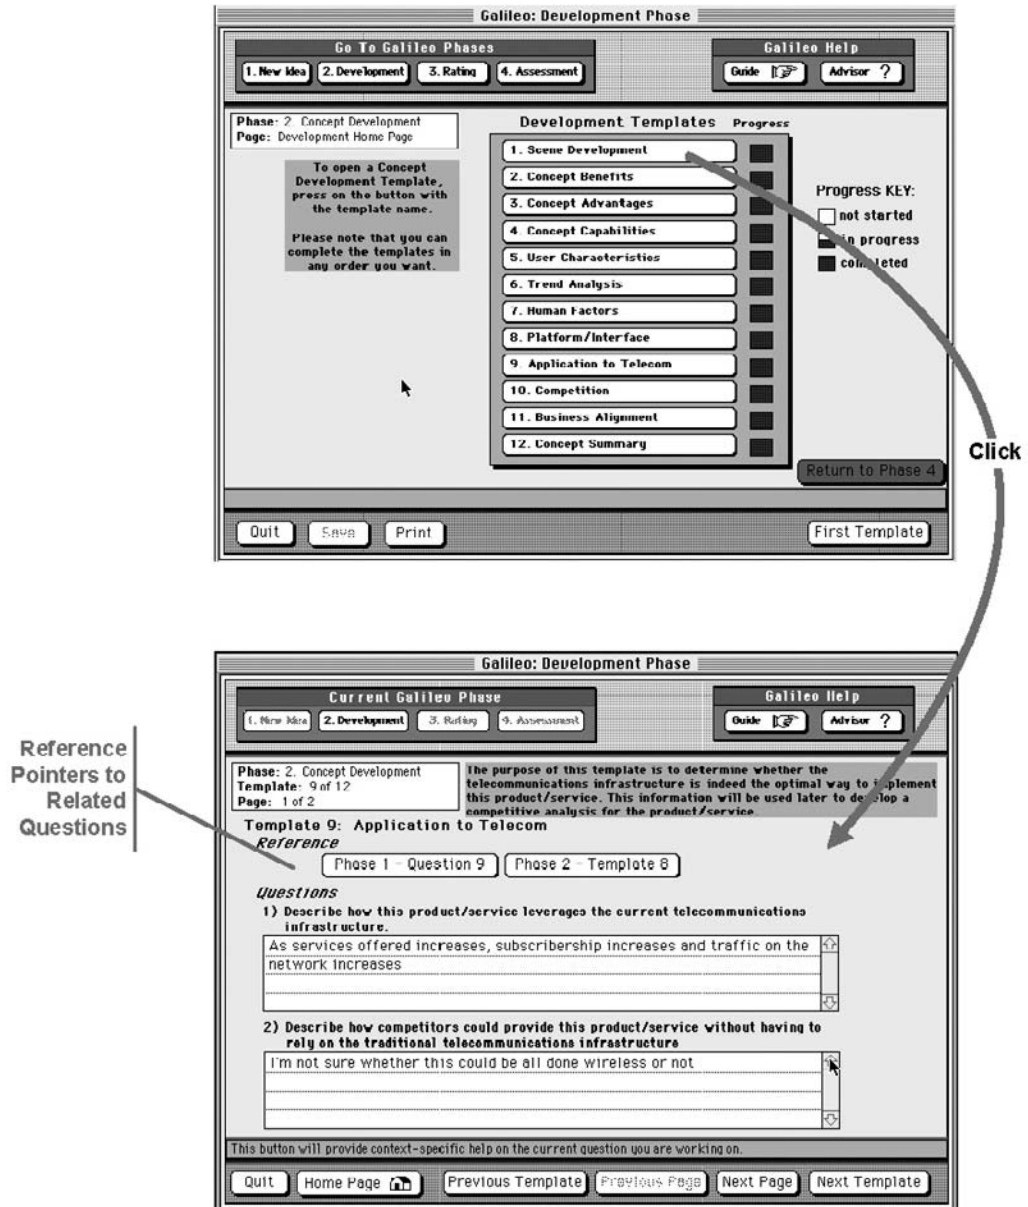 Galileo: Development Phase
Go To Galileo Phases
Galileo Help
1. New Idea
2. Development
3. Rating
4. Assessment
Guide
Advisor ?
Phase: 2. Concept Development
Page: Development Home Page
Development Templates
Progress
To open a Concept
Development Template,
press on the button with
the template name.
Please note that you can
complete the templates in
any order you want.
1. Scene Development
2. Concept Benefits
3. Concept Advantages
4. Concept Capabilities
5. User Characteristics
6. Trend Analysis
7. Human Factors
8. Platform/Interface
9. Application to Telecom
10. Competition
11. Business Alignment
12. Concept Summary
Progress KEY:
not started
in progress
completed
Click
Return to Phase 4
Quit
Save
Print
First Template
Galileo: Development Phase
Current Galileo Phase
Galileo Help
1. New Idea
2. Development
3. Rating
4. Assessment
Guide
Advisor ?
Reference
Pointers to
Related
Questions
Phase: 2. Concept Development
Template: 9 of 12
Page: 1 of 2
The purpose of this template is to determine whether the
telecommunications infrastructure is indeed the optimal way to implement
this product/service. This information will be used later to develop a
competitive analysis for the product/service.
Template 9: Application to Telecom
Reference
Phase 1 - Question 9
Phase 2 - Template 8
Questions
1) Describe how this product/service leverages the current telecommunications
infrastructure.
As services offered increases, subscribership increases and traffic on the
network increases
2) Describe how competitors could provide this product/service without having to
rely on the traditional telecommunications infrastructure
I'm not sure whether this could be all done wireless or not
This button will provide context-specific help on the current question you are working on.
Quit
Home Page
Previous Template
Previous Page
Next Page
Next Template